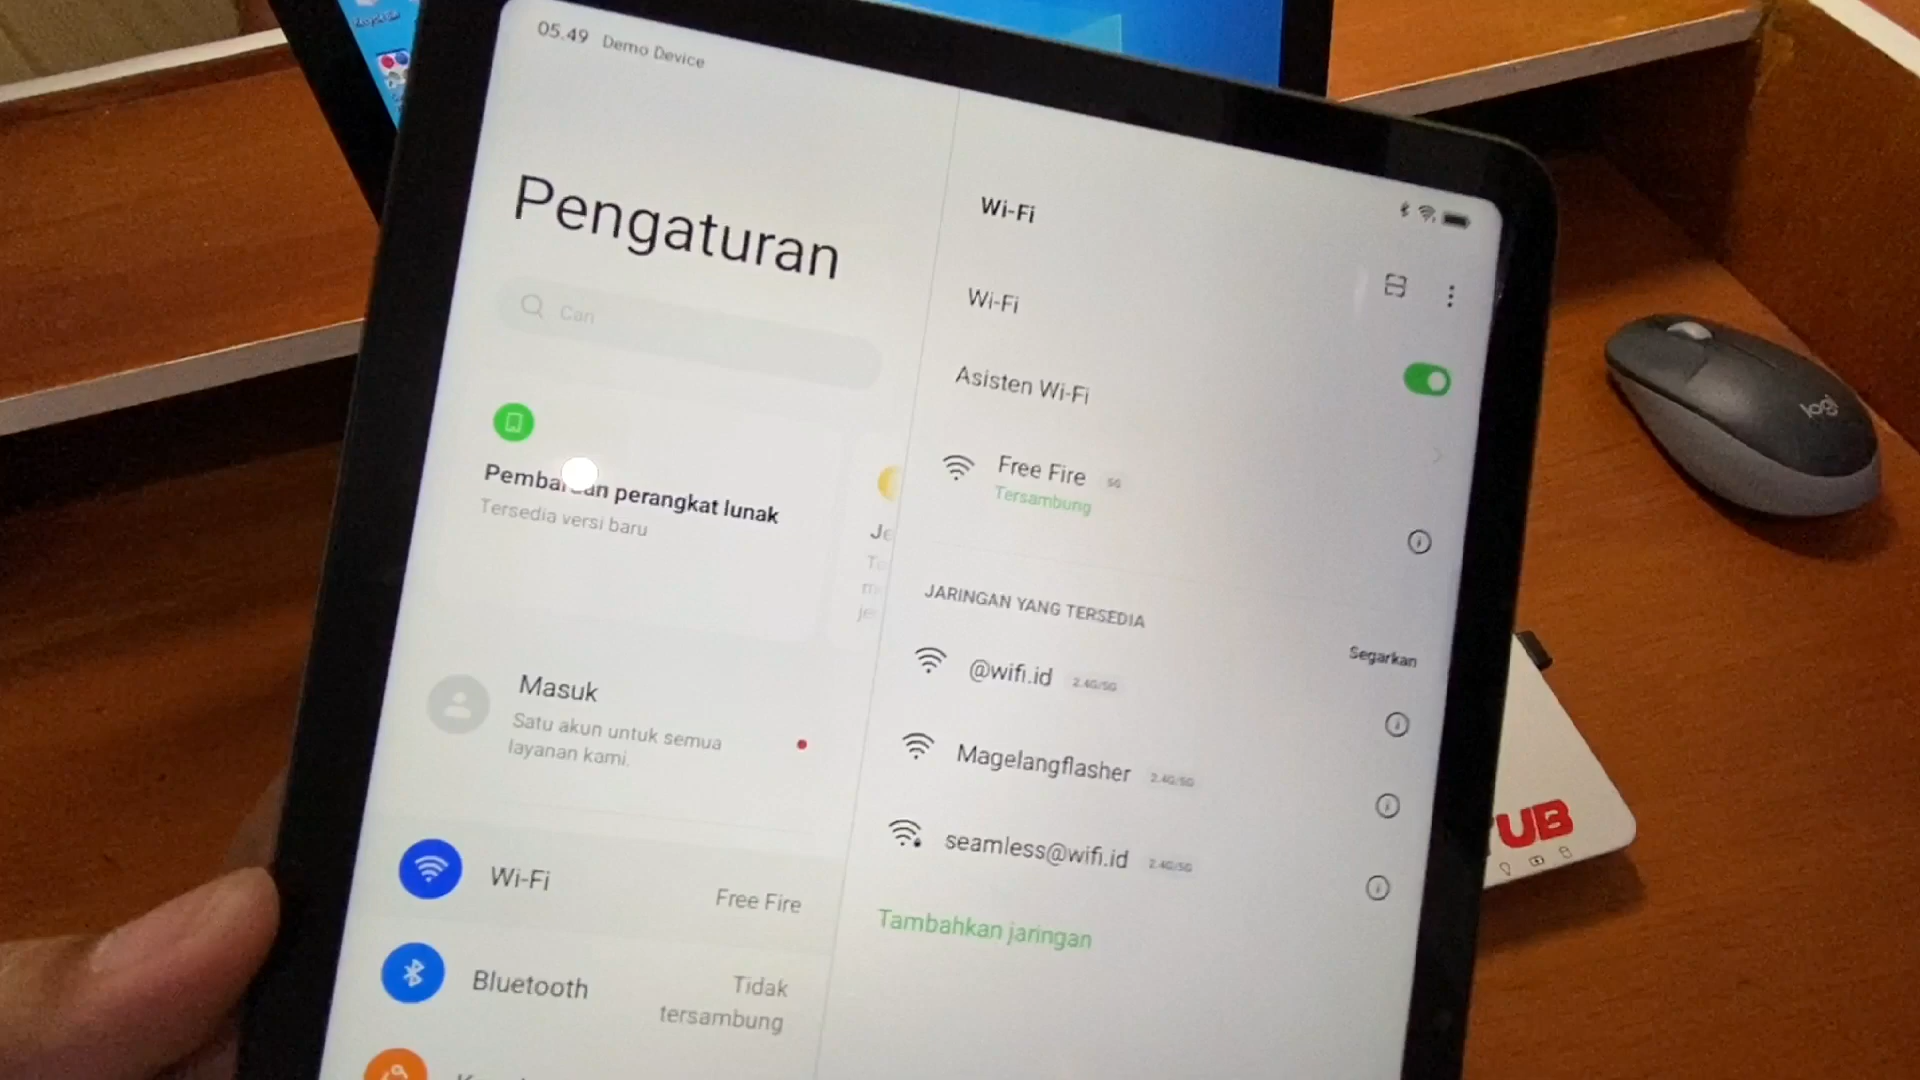 05.49 Demo Device
Pengaturan
Cari
Pembaruan perangkat lunak
Tersedia versi baru
Je
Masuk
Satu akun untuk semua
layanan kami.
Wi-Fi
Free Fire
Bluetooth
Tidak
tersambung
Wi-Fi
Wi-Fi
Asisten Wi-Fi
Free Fire 5G
Tersambung
JARINGAN YANG TERSEDIA
Segarkan
@wifi.id 2.4G/5G
Magelangflasher 2.4G/5G
seamless@wifi.id 2.4G/5G
Tambahkan jaringan
logi
UB